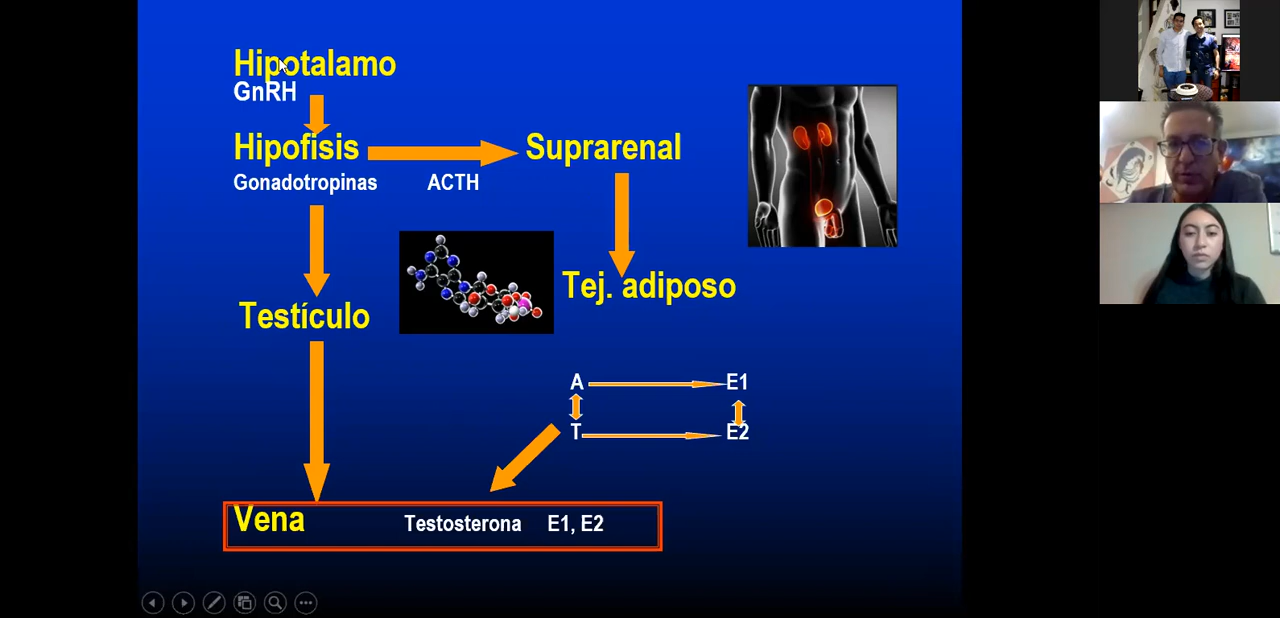 Hipotalamo
GnRH
Hipofisis
Suprarenal
Gonadotropinas
ACTH
Tej. adiposo
Testículo
A
E1
T
E2
Vena
Testosterona
E1, E2